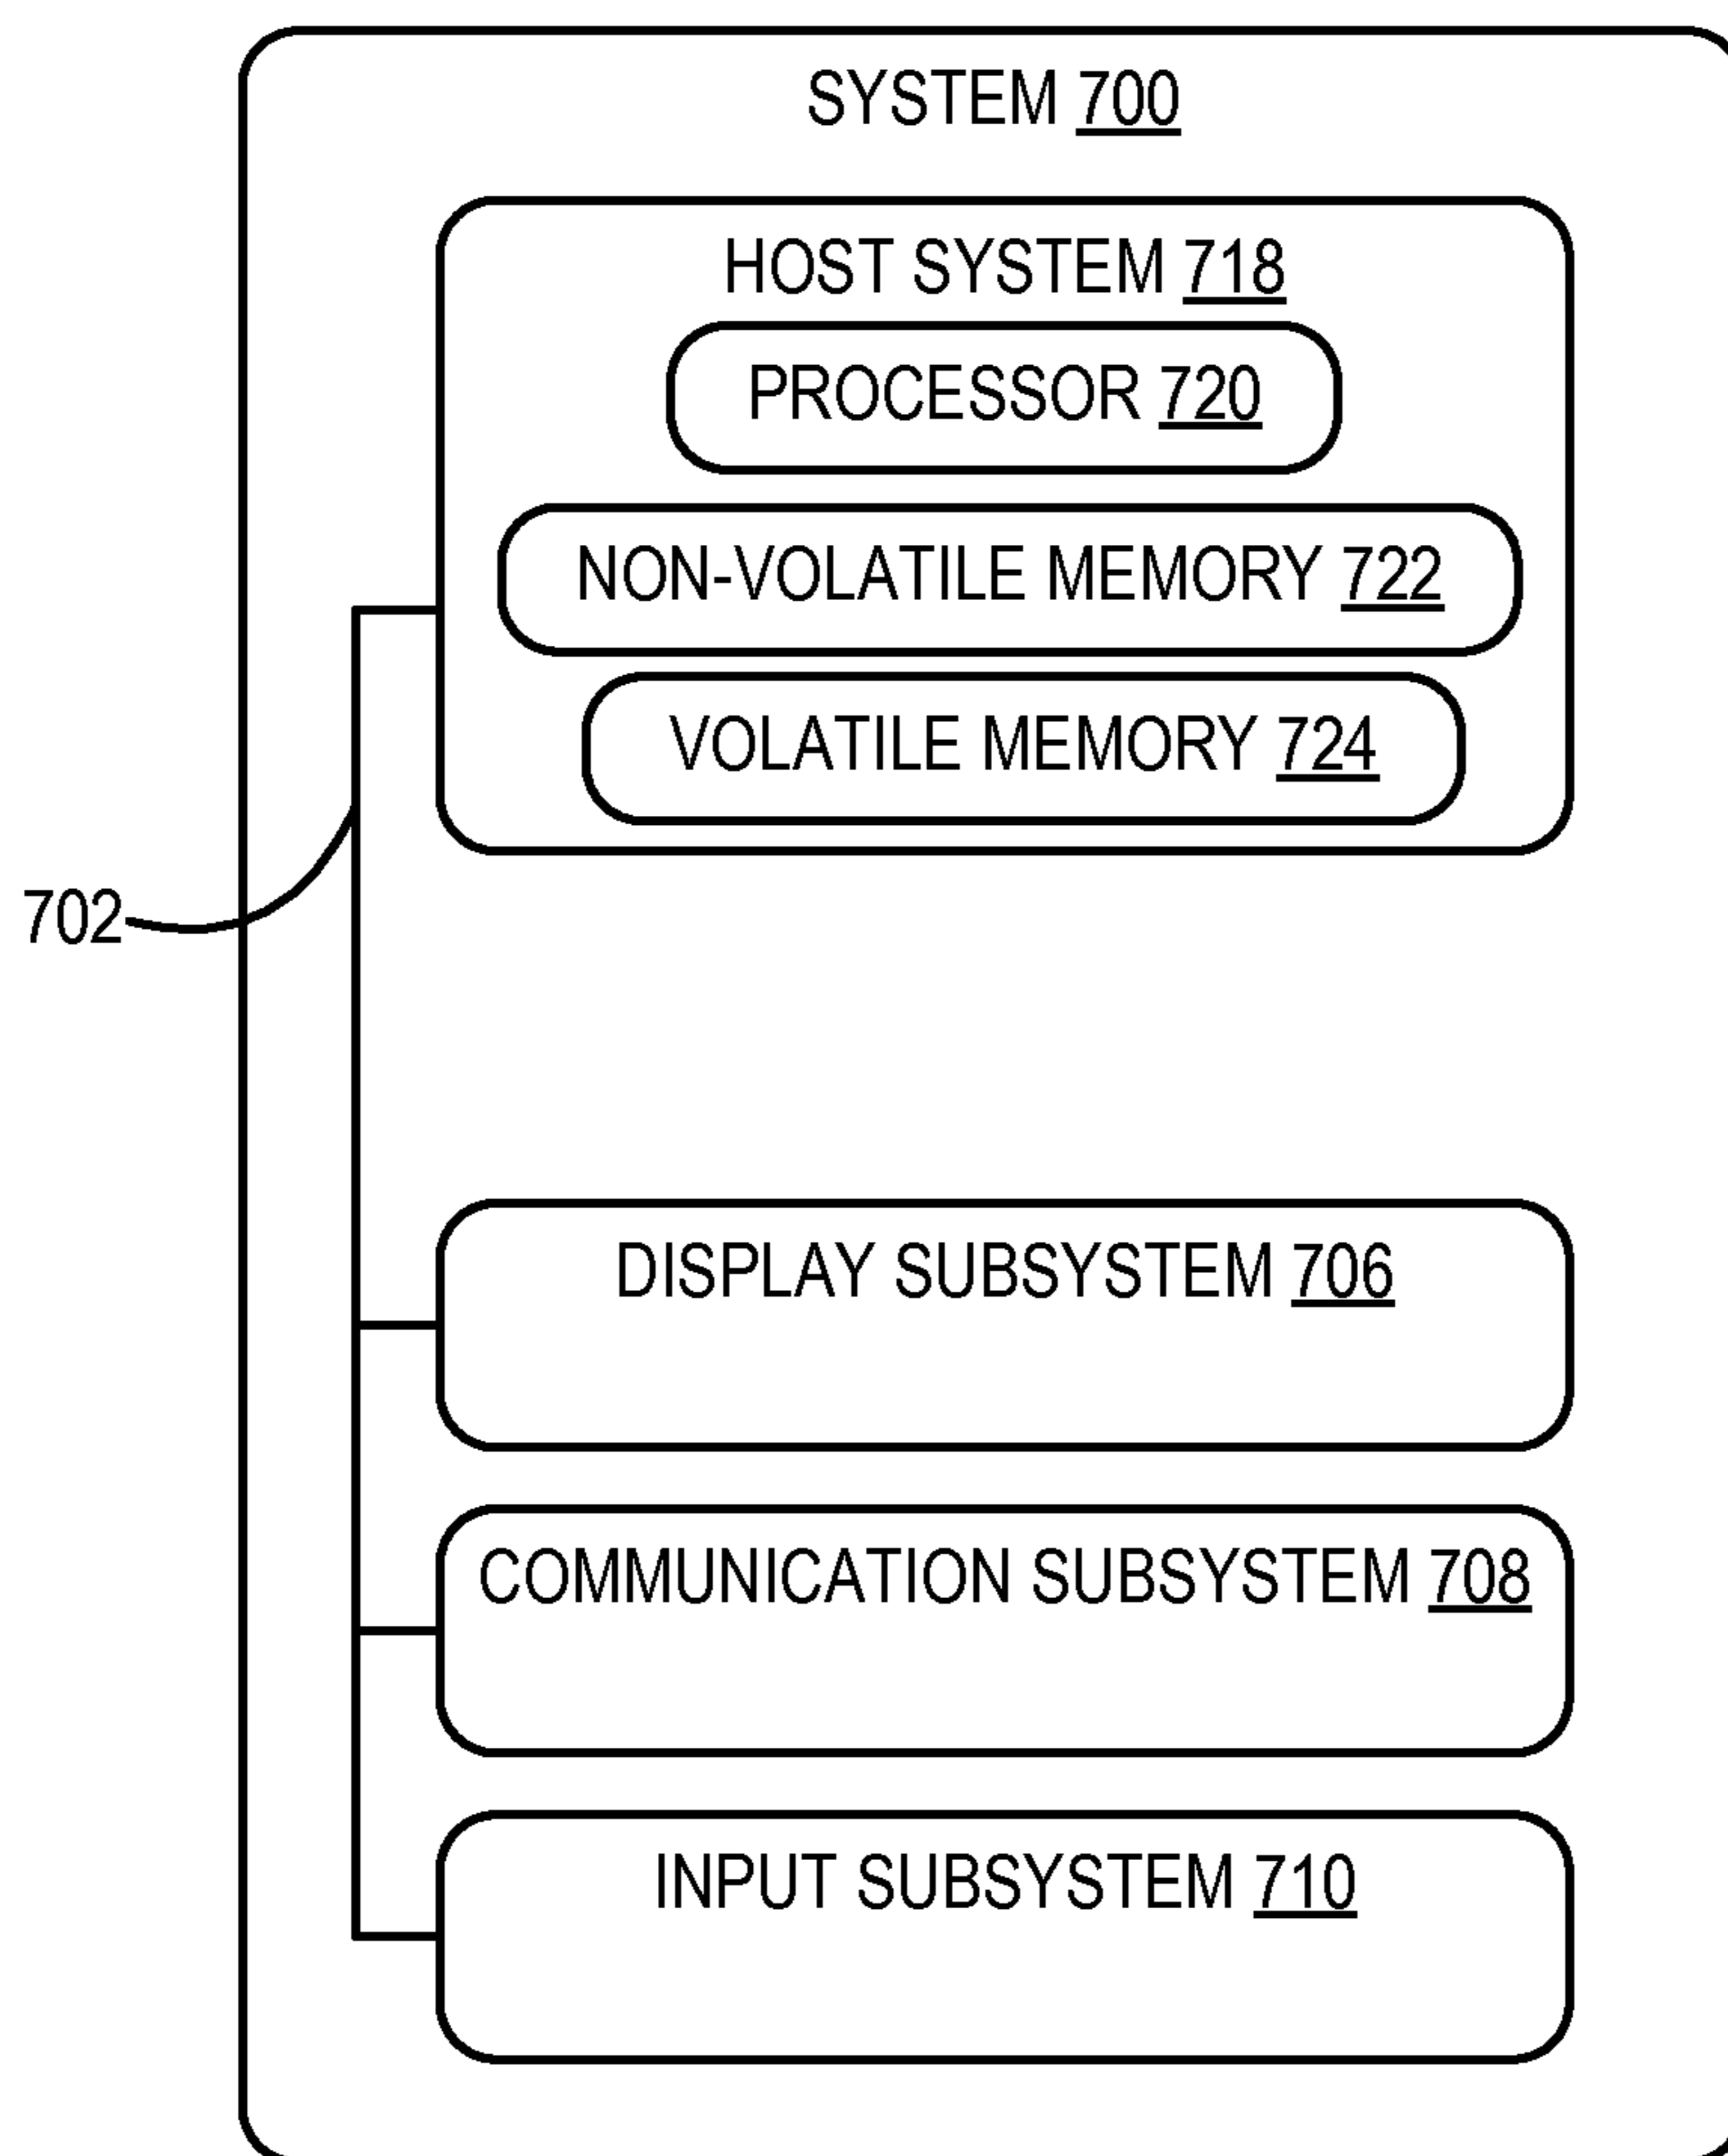 SYSTEM 700
HOST SYSTEM 718
PROCESSOR 720
NON-VOLATILE MEMORY 722
VOLATILE MEMORY 724
702
DISPLAY SUBSYSTEM 706
COMMUNICATION SUBSYSTEM 708
INPUT SUBSYSTEM 710